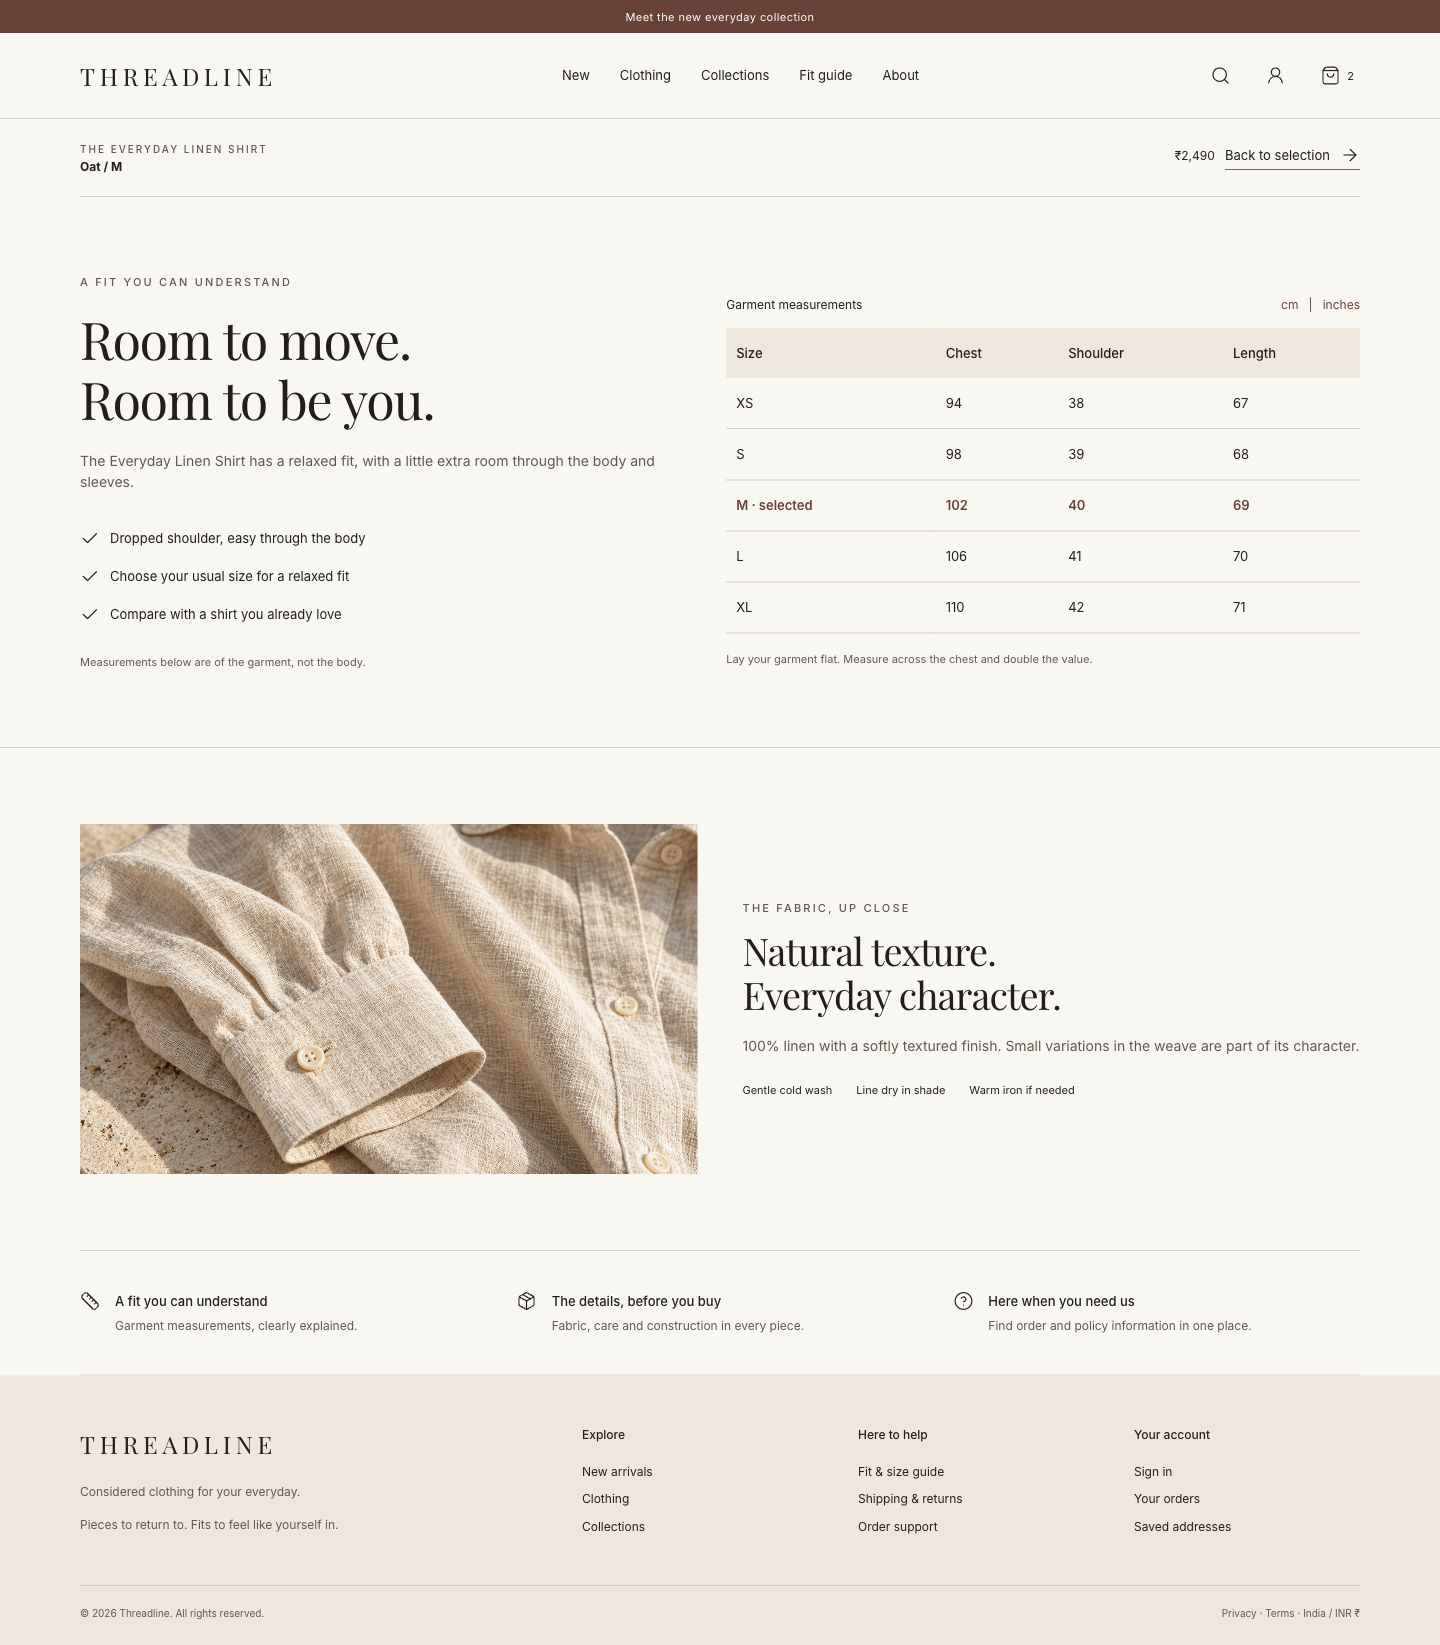 Meet the new everyday collection
THREADLINE
New Clothing Collections Fit guide About
2
THE EVERYDAY LINEN SHIRT
Oat / M
₹2,490 Back to selection
A FIT YOU CAN UNDERSTAND
Room to move.
Room to be you.
The Everyday Linen Shirt has a relaxed fit, with a little extra room through the body and
sleeves.
Dropped shoulder, easy through the body
Choose your usual size for a relaxed fit
Compare with a shirt you already love
Measurements below are of the garment, not the body.
Garment measurements cm | inches
Size Chest Shoulder Length
XS 94 38 67
S 98 39 68
M · selected 102 40 69
L 106 41 70
XL 110 42 71
Lay your garment flat. Measure across the chest and double the value.
THE FABRIC, UP CLOSE
Natural texture.
Everyday character.
100% linen with a softly textured finish. Small variations in the weave are part of its character.
Gentle cold wash Line dry in shade Warm iron if needed
A fit you can understand
Garment measurements, clearly explained.
The details, before you buy
Fabric, care and construction in every piece.
Here when you need us
Find order and policy information in one place.
THREADLINE
Considered clothing for your everyday.
Pieces to return to. Fits to feel like yourself in.
Explore
New arrivals
Clothing
Collections
Here to help
Fit & size guide
Shipping & returns
Order support
Your account
Sign in
Your orders
Saved addresses
© 2026 Threadline. All rights reserved.
Privacy · Terms · India / INR ₹